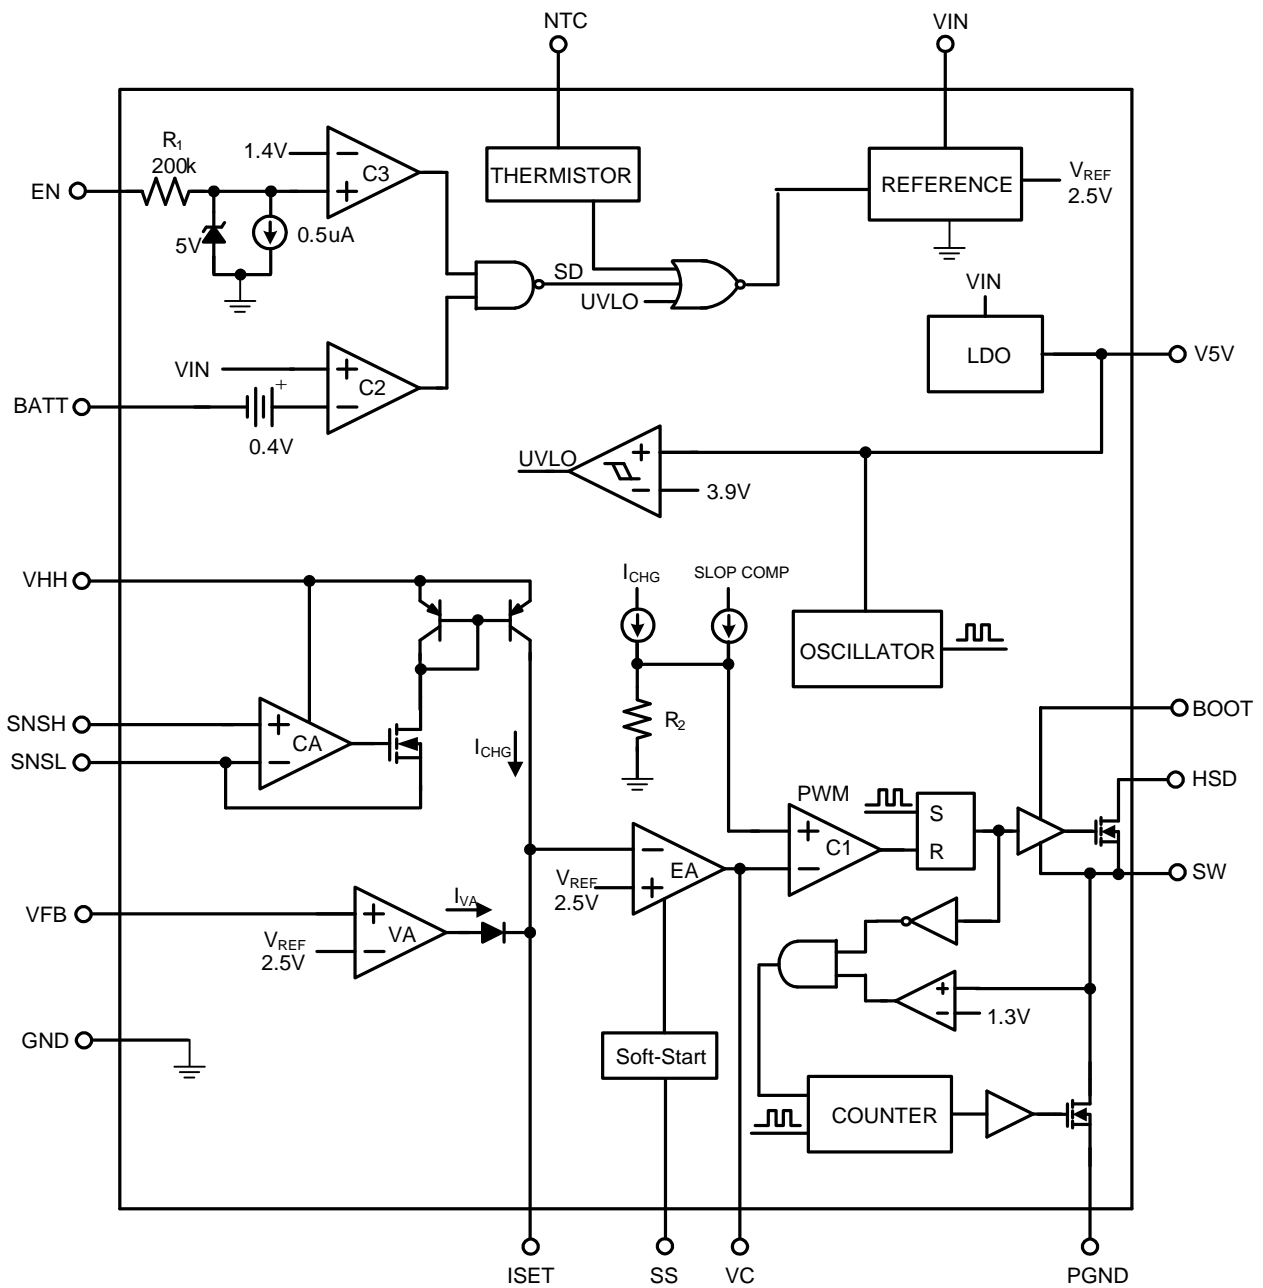 NTC
VIN
R1
200k
1.4V
C3
THERMISTOR
REFERENCE
VREF
2.5V
EN
5V
0.5uA
SD
UVLO
VIN
LDO
V5V
VIN
C2
BATT
+
0.4V
UVLO
3.9V
VHH
ICHG
SLOP COMP
OSCILLATOR
R2
SNSH
CA
SNSL
ICHG
BOOT
HSD
PWM
S
R
C1
VREF
2.5V
EA
SW
VFB
IVA
VA
VREF
2.5V
1.3V
GND
Soft-Start
COUNTER
ISET
SS
VC
PGND